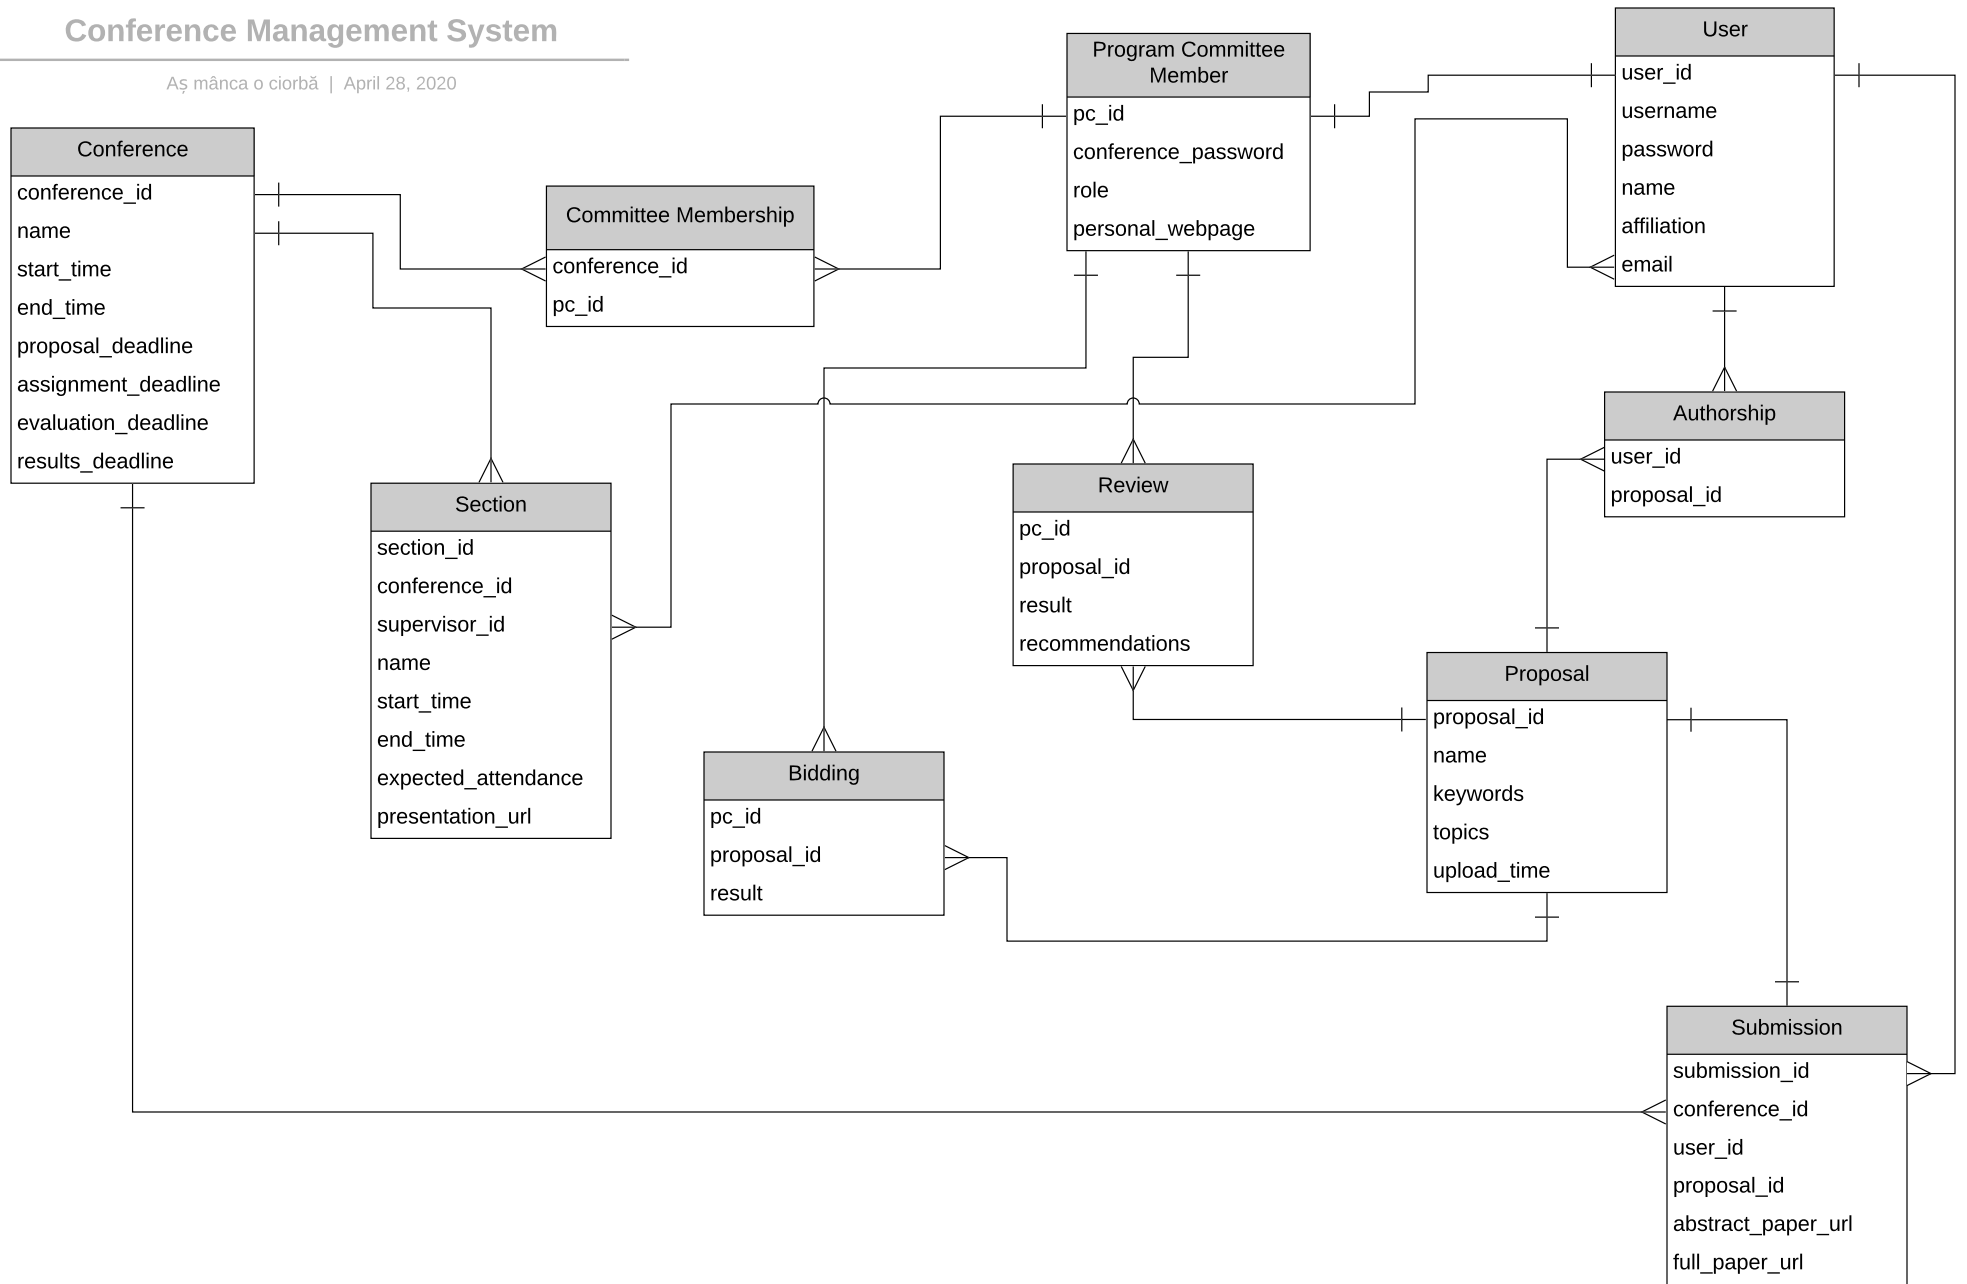 Conference Management System
Aș mânca o ciorbă | April 28, 2020
Conference
conference_id
name
start_time
end_time
proposal_deadline
assignment_deadline
evaluation_deadline
results_deadline
Committee Membership
conference_id
pc_id
Program Committee
Member
pc_id
conference_password
role
personal_webpage
User
user_id
username
password
name
affiliation
email
Authorship
user_id
proposal_id
Section
section_id
conference_id
supervisor_id
name
start_time
end_time
expected_attendance
presentation_url
Review
pc_id
proposal_id
result
recommendations
Bidding
pc_id
proposal_id
result
Proposal
proposal_id
name
keywords
topics
upload_time
Submission
submission_id
conference_id
user_id
proposal_id
abstract_paper_url
full_paper_url